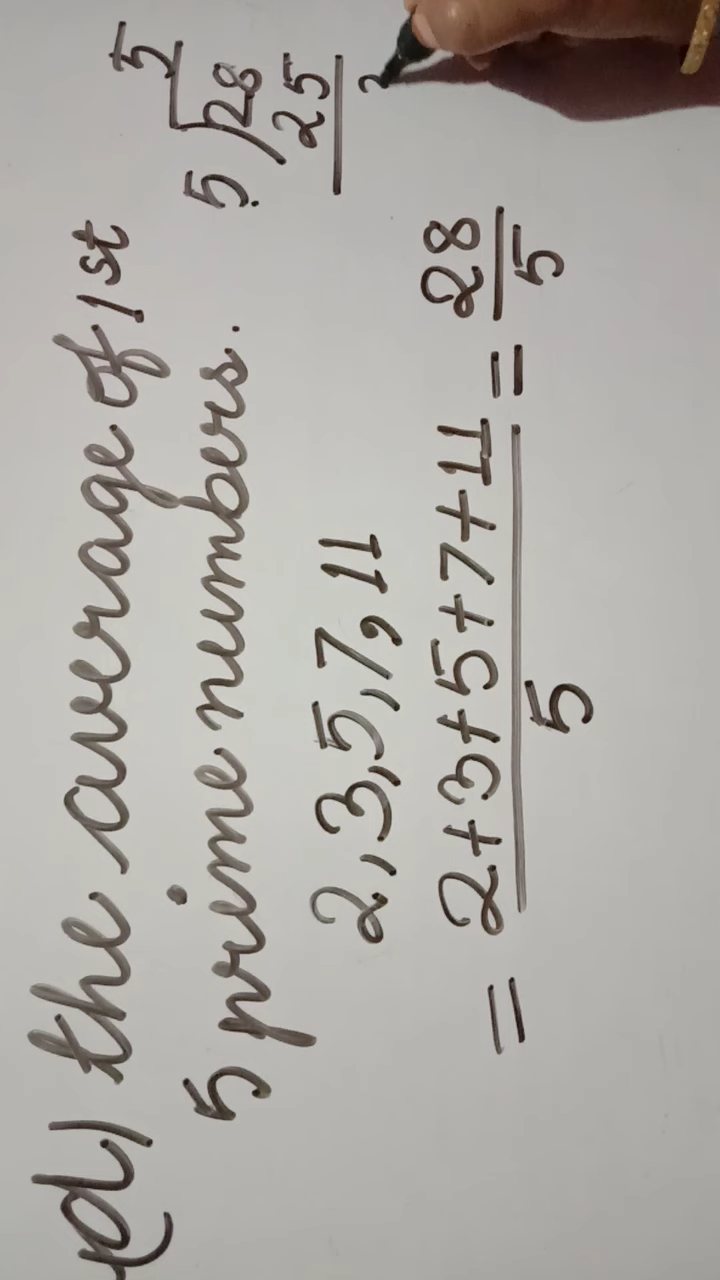 (d) the average of 1st
5 prime numbers.
2,3,5,7,11
= 2+3+5+7+11 = 28
5 5
5
5)28
25